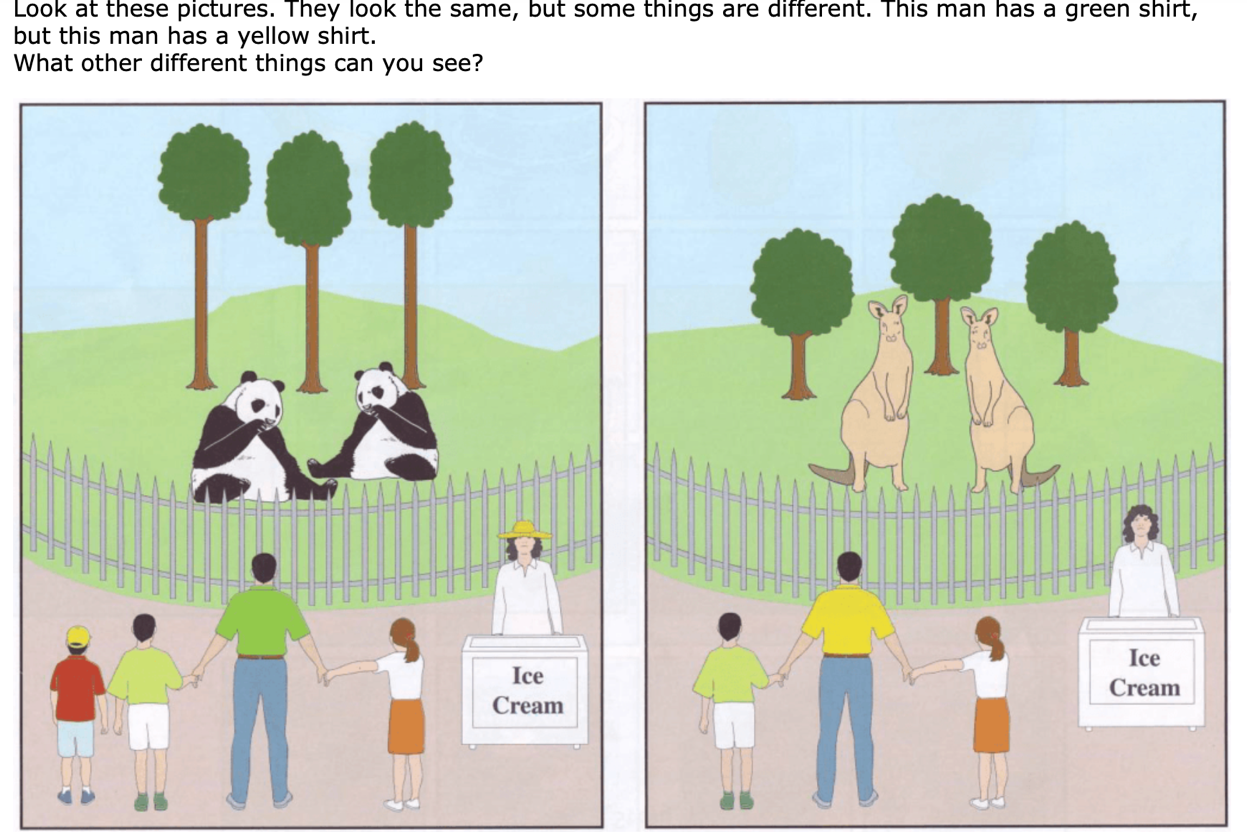 Look at these pictures. They look the same, but some things are different. This man has a green shirt,
but this man has a yellow shirt.
What other different things can you see?
Ice
Cream
Ice
Cream